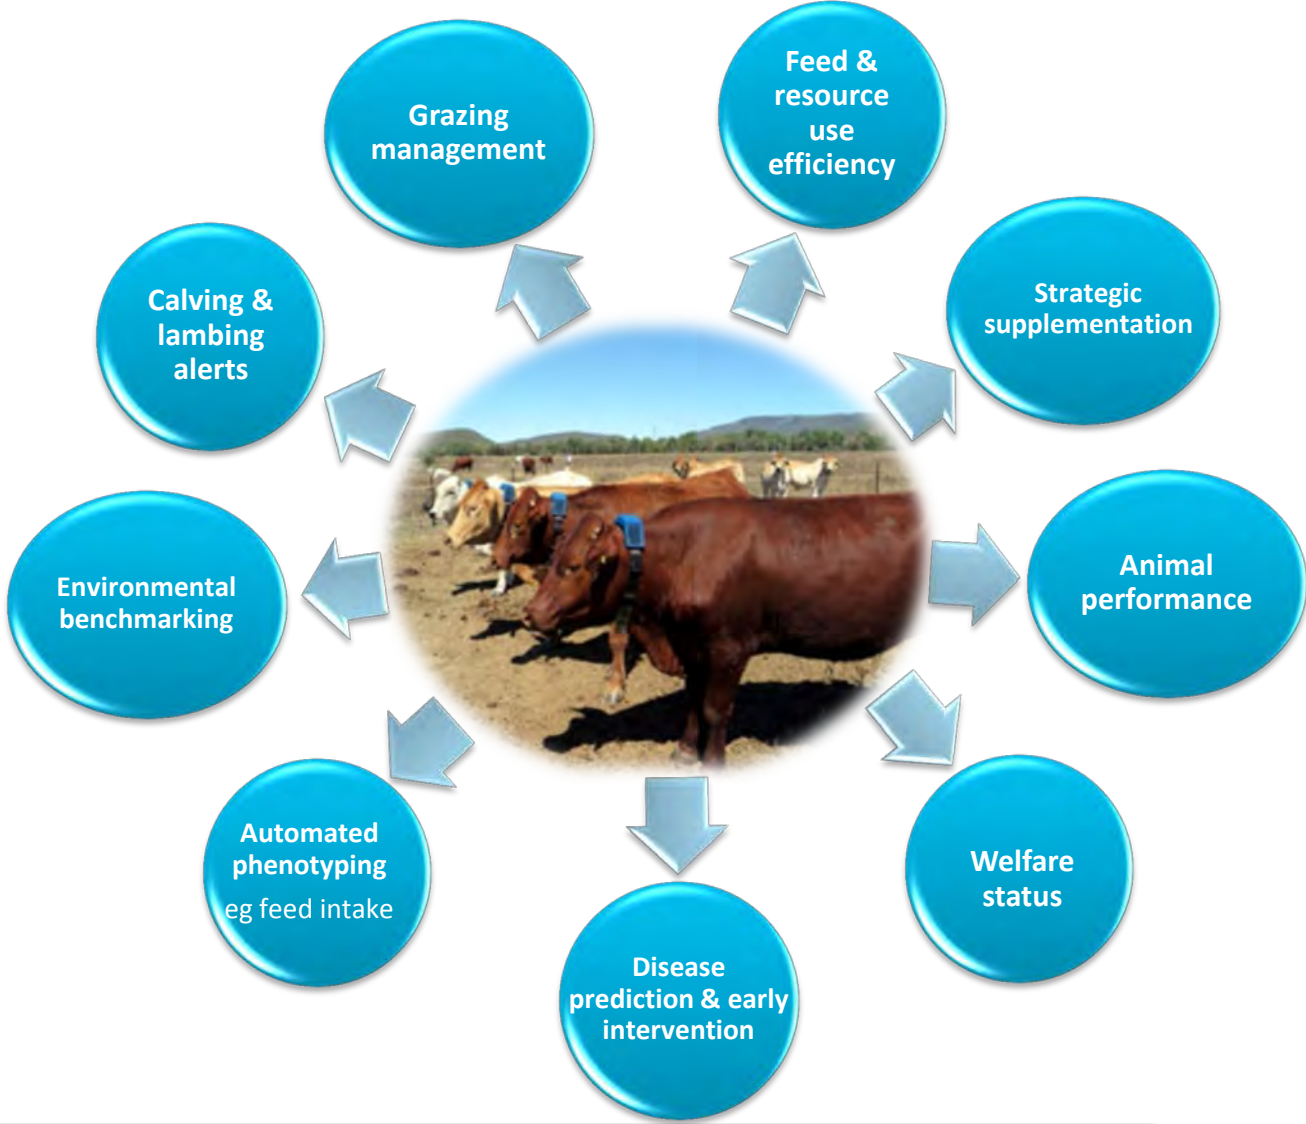 Feed &
resource
use
efficiency
Grazing
management
Strategic
supplementation
Calving &
lambing
alerts
Animal
performance
Environmental
benchmarking
Automated
phenotyping
eg feed intake
Welfare
status
Disease
prediction & early
intervention